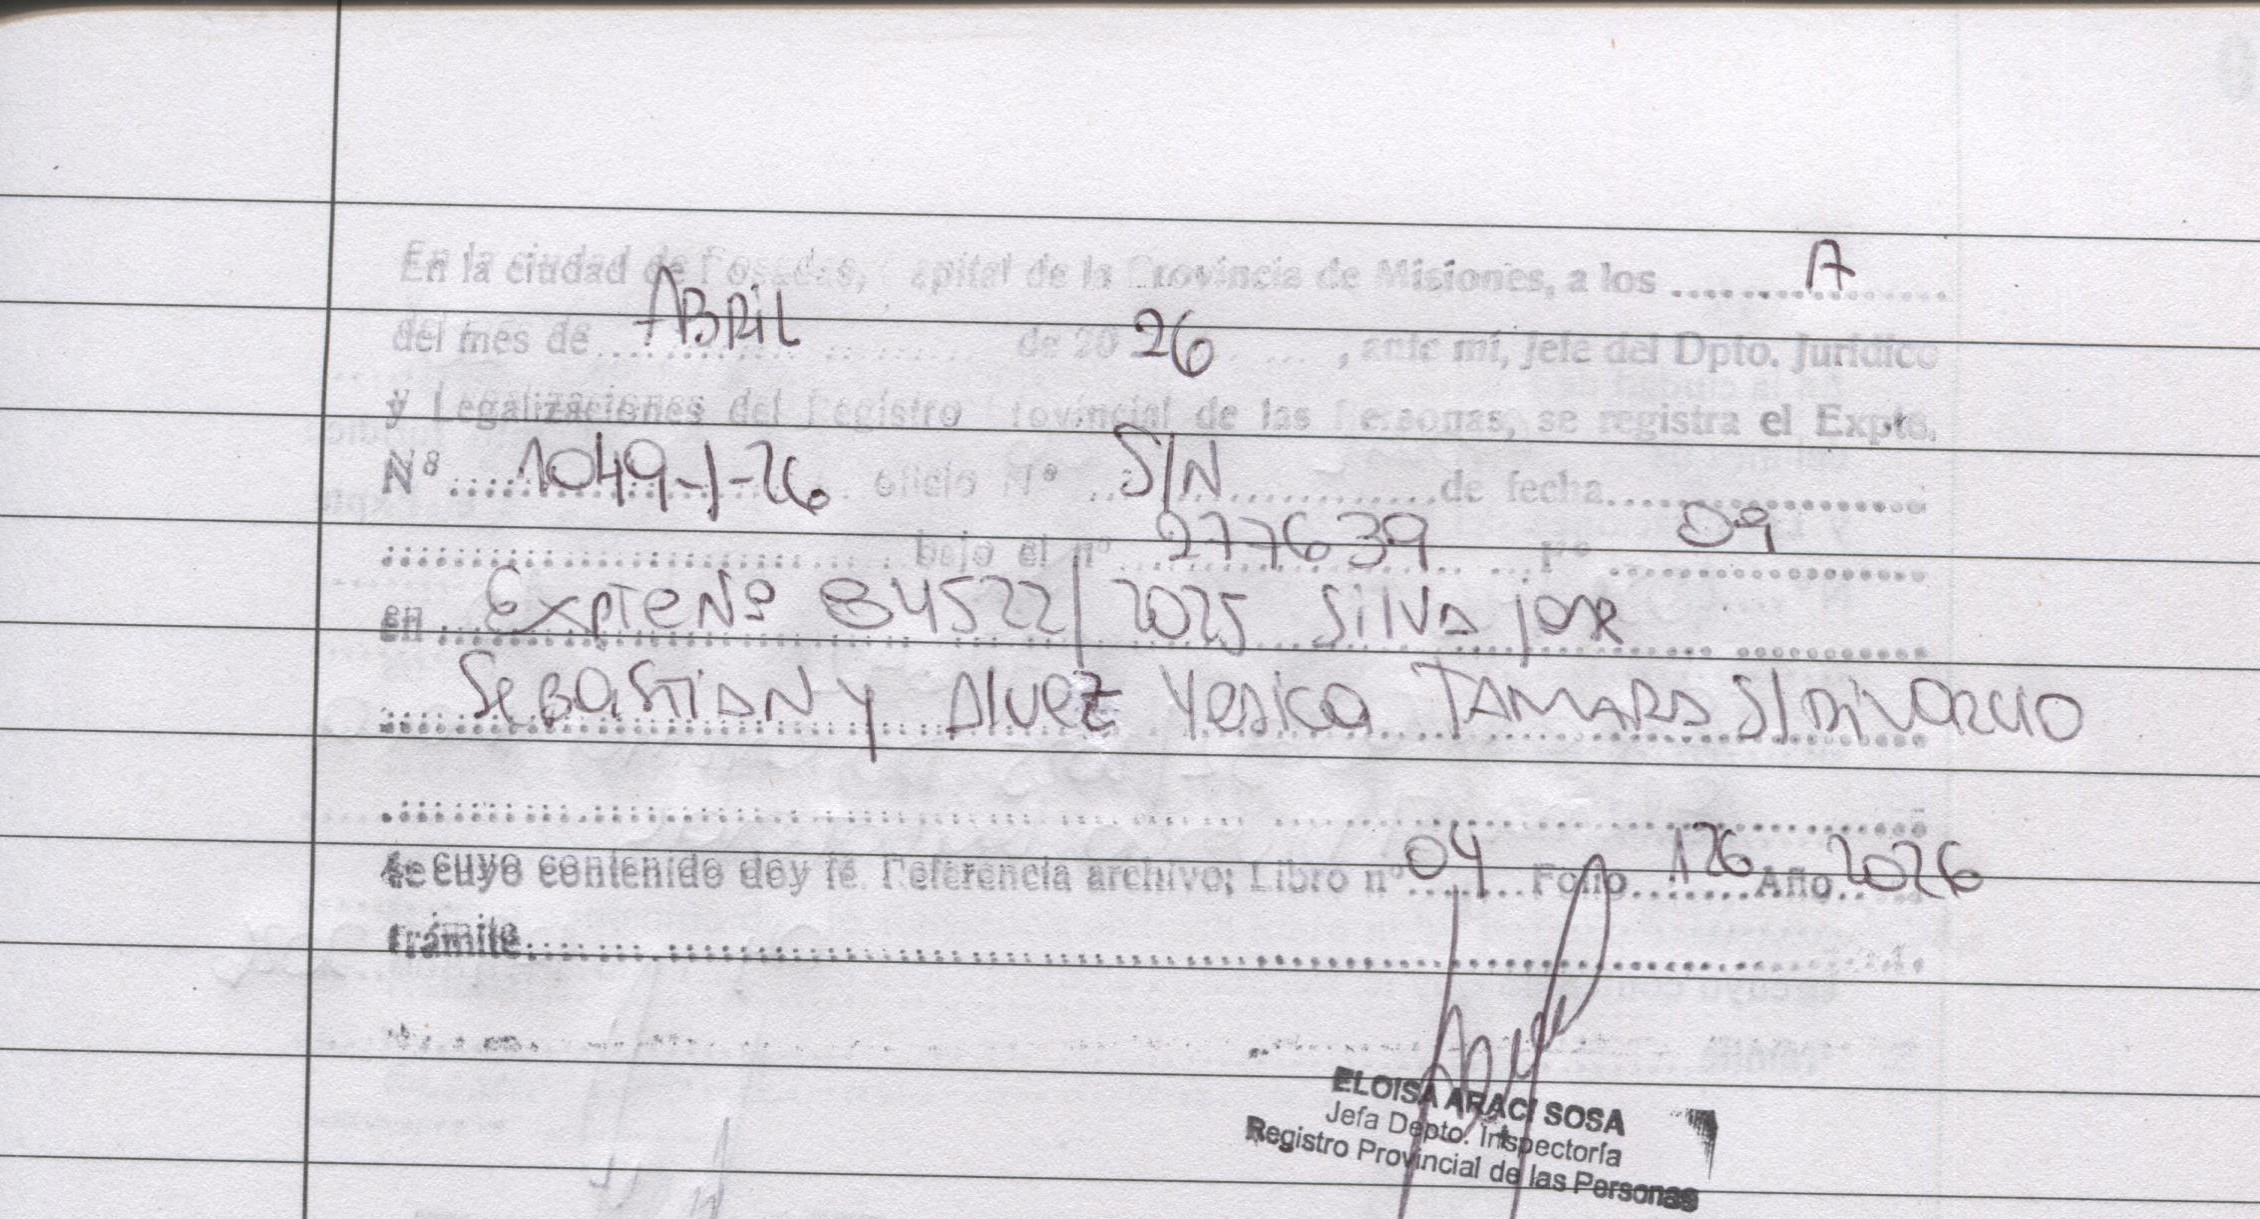 En la ciudad de Posadas, Capital de la Provincia de Misiones, a los ........A........
del mes de ....ABRiL.... de 20 26 ...., ante mí, Jefe del Dpto. Jurídico
y Legalizaciones del Registro Provincial de las Personas, se registra el Expte.
Nº ....1049-J-26.... oficio Nº ....S/N.... de fecha....
.... bajo el nº ....277639.... pº ....09....
en ....Expte Nº 84522/2025 SilVA jose
SeBaSTiAN y AlveZ Yesica TAMARA S/DiVORCiO
....
de cuyo contenido doy fe. Referencia archivo; Libro nº 04 Folio 126 Año 2026
trámite....
ELOISA ARACI SOSA
Jefa Depto. Inspectoría
Registro Provincial de las Personas